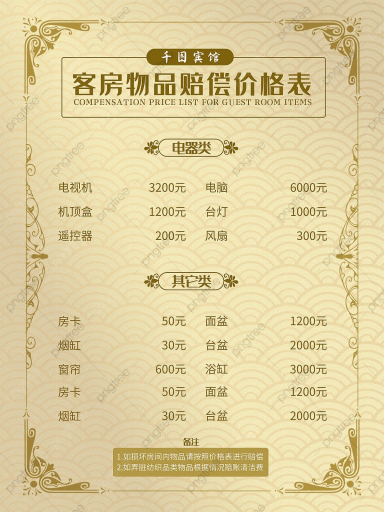 千图宾馆
客房物品赔偿价格表
COMPENSATION PRICE LIST FOR GUEST ROOM ITEMS
电器类
电视机 3200元 电脑 6000元
机顶盒 1200元 台灯 1000元
遥控器 200元 风扇 300元
其它类
房卡 50元 面盆 1200元
烟缸 30元 台盆 2000元
窗帘 600元 浴缸 3000元
房卡 50元 面盆 1200元
烟缸 30元 台盆 2000元
备注
1.如损坏房间内物品请按照价格表进行赔偿
2.如弄脏纺织品类物品根据情况赔账清洁费